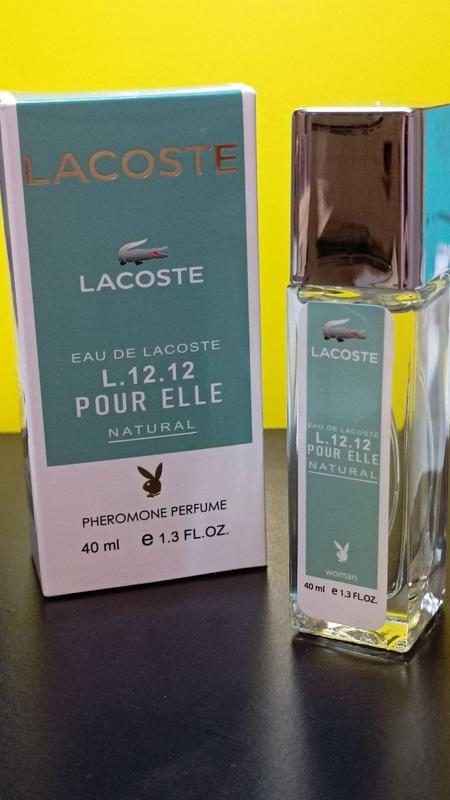 LACOSTE
LACOSTE
EAU DE LACOSTE
L.12.12
POUR ELLE
NATURAL
PHEROMONE PERFUME
40 ml e 1.3 FL.OZ.
LACOSTE
EAU DE LACOSTE
L.12.12
POUR ELLE
NATURAL
woman
40 ml e 1.3 FL.OZ.